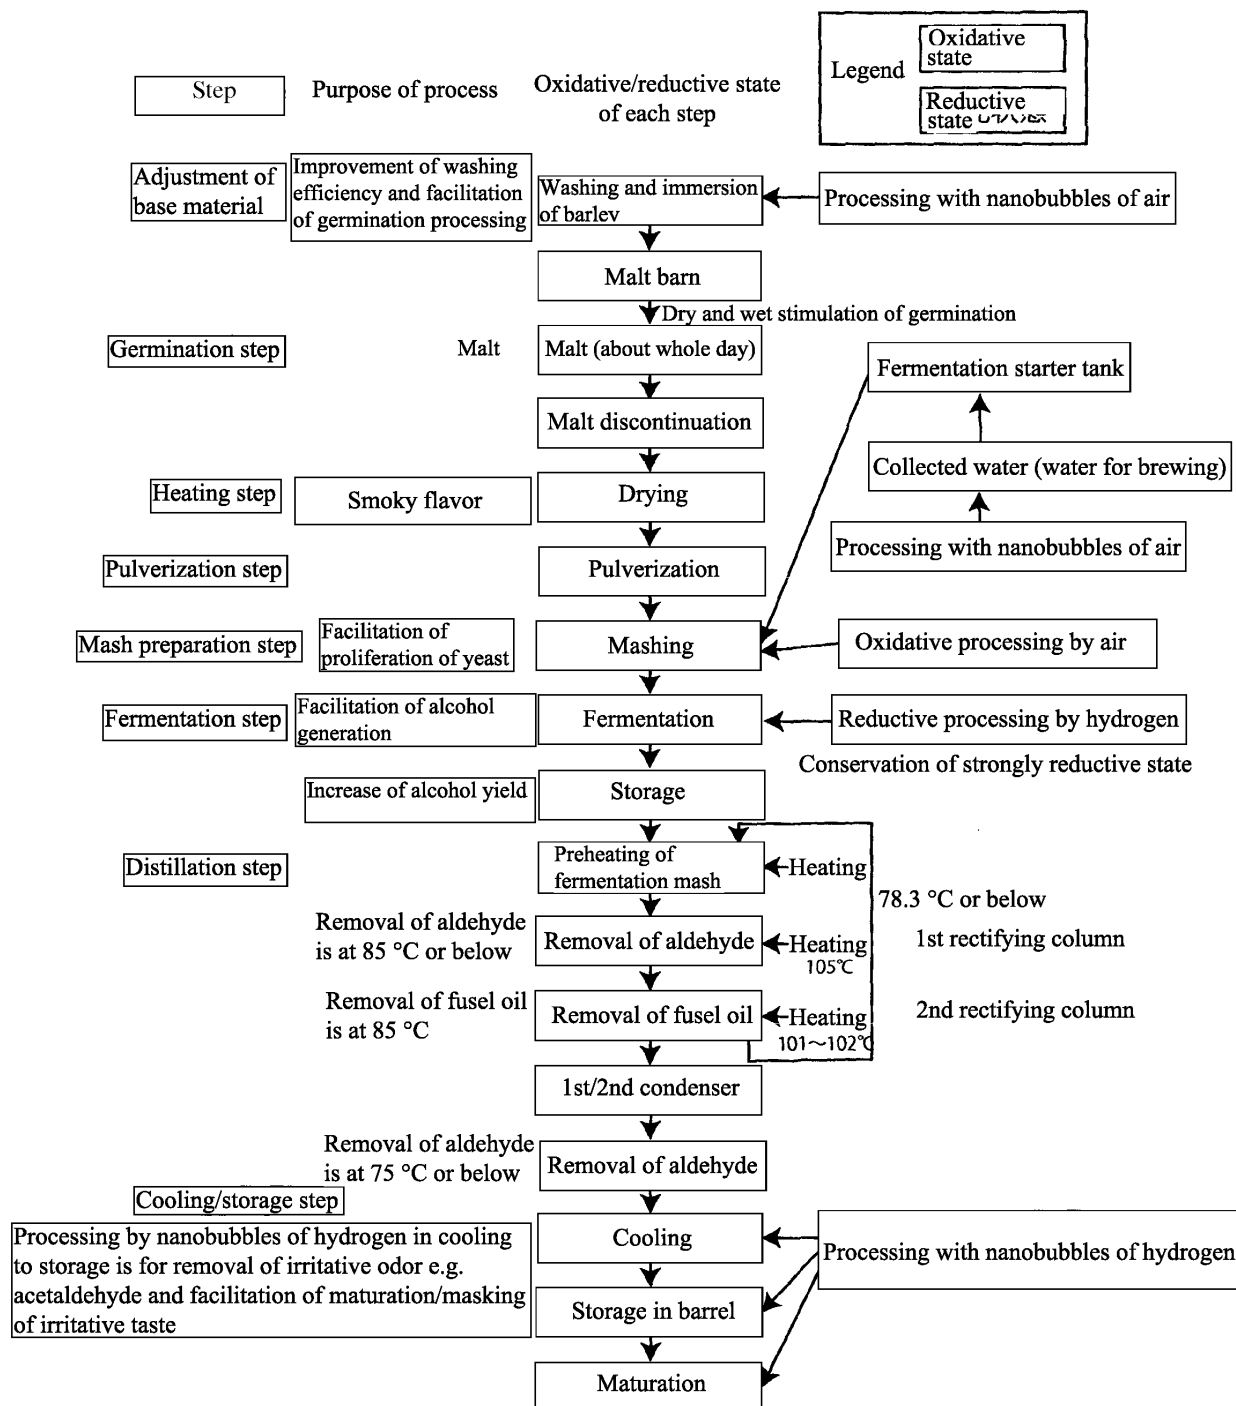 Legend
Oxidative
state
Reductive
state
Step
Purpose of process
Oxidative/reductive state
of each step
Adjustment of
base material
Improvement of washing
efficiency and facilitation
of germination processing
Washing and immersion
of barlev
Processing with nanobubbles of air
Malt barn
Dry and wet stimulation of germination
Germination step
Malt
Malt (about whole day)
Fermentation starter tank
Malt discontinuation
Collected water (water for brewing)
Heating step
Smoky flavor
Drying
Processing with nanobubbles of air
Pulverization step
Pulverization
Mash preparation step
Facilitation of
proliferation of yeast
Mashing
Oxidative processing by air
Fermentation step
Facilitation of alcohol
generation
Fermentation
Reductive processing by hydrogen
Conservation of strongly reductive state
Increase of alcohol yield
Storage
Distillation step
Preheating of
fermentation mash
Heating
78.3 °C or below
Removal of aldehyde
is at 85 °C or below
Removal of aldehyde
Heating
105℃
1st rectifying column
Removal of fusel oil
is at 85 °C
Removal of fusel oil
Heating
101～102℃
2nd rectifying column
1st/2nd condenser
Removal of aldehyde
is at 75 °C or below
Removal of aldehyde
Cooling/storage step
Processing by nanobubbles of hydrogen in cooling
to storage is for removal of irritative odor e.g.
acetaldehyde and facilitation of maturation/masking
of irritative taste
Cooling
Processing with nanobubbles of hydrogen
Storage in barrel
Maturation